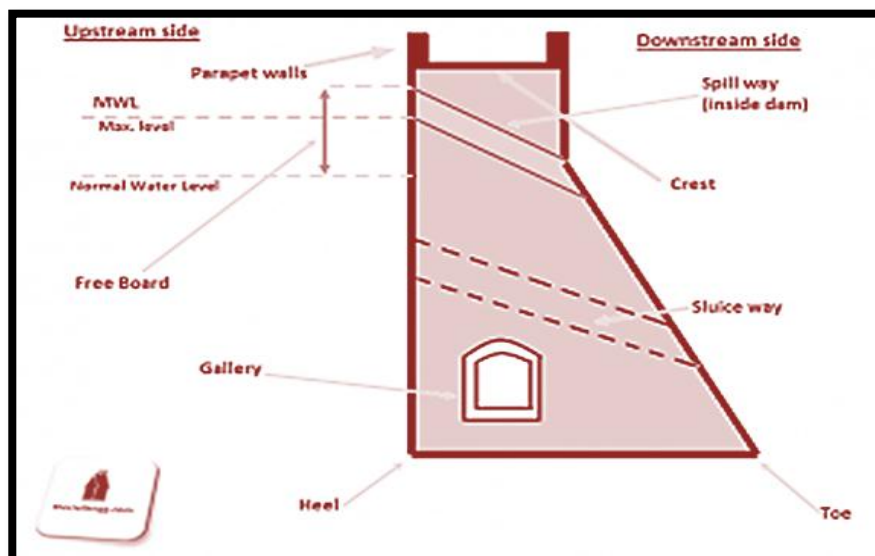 Upstream side
Downstream side
Parapet walls
Spill way
(inside dam)
MWL
Max. level
Crest
Normal Water Level
Free Board
Sluice way
Gallery
Heel
Toe